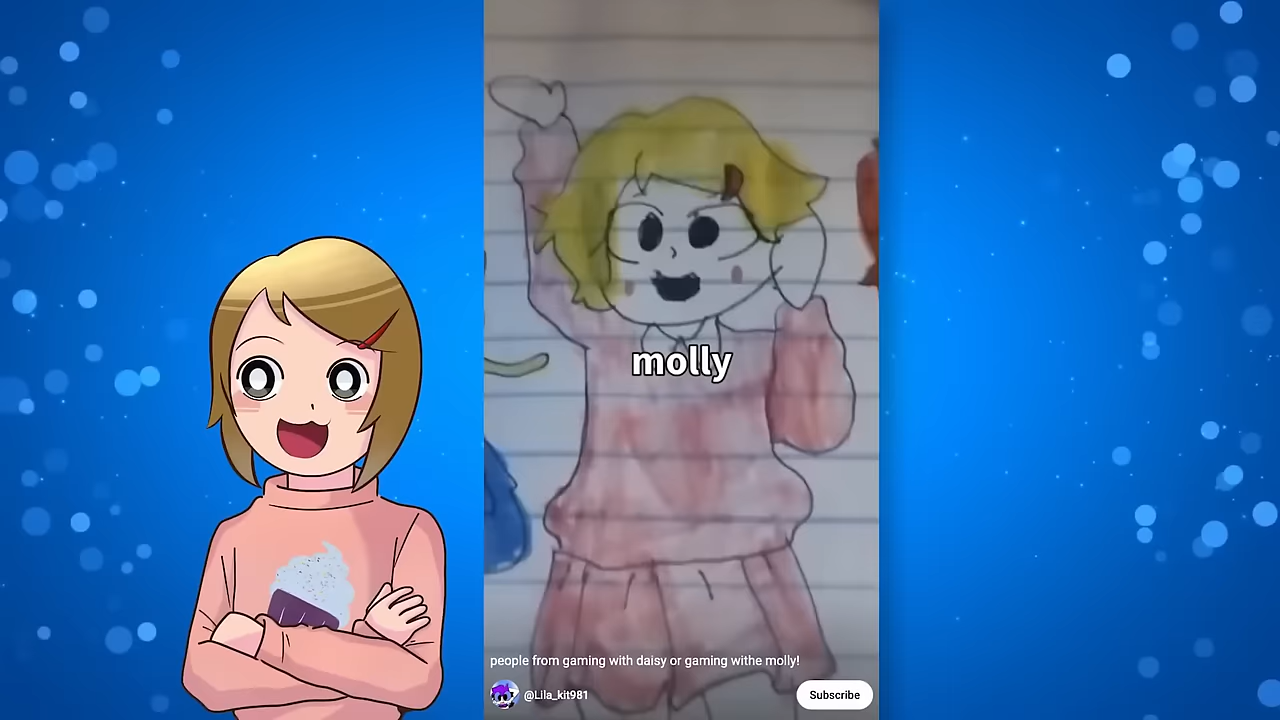 molly
people from gaming with daisy or gaming withe molly!
@Lila_kit981
Subscribe